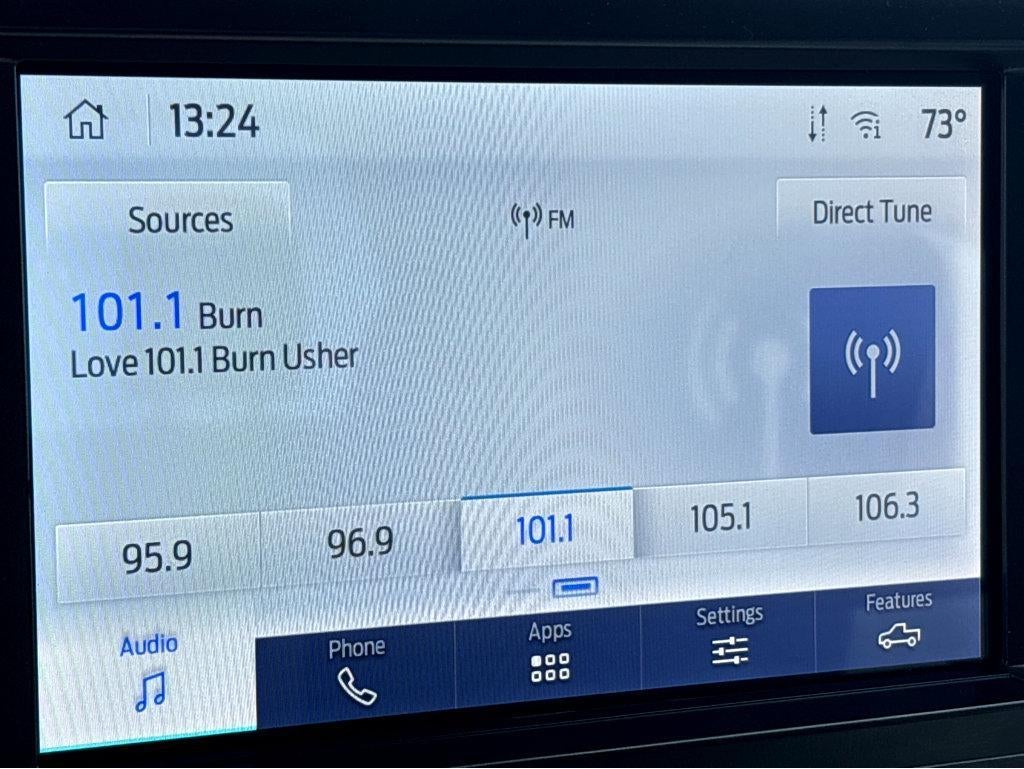 13:24 73°
Sources FM Direct Tune
101.1 Burn
Love 101.1 Burn Usher
95.9 96.9 101.1 105.1 106.3
Audio Phone Apps Settings Features